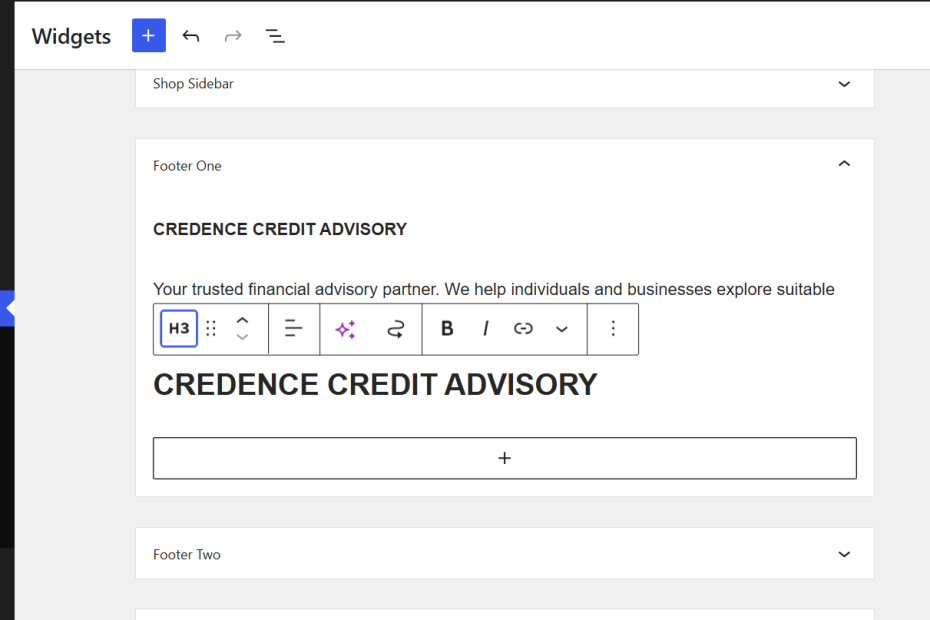 Widgets
Shop Sidebar
Footer One
CREDENCE CREDIT ADVISORY
Your trusted financial advisory partner. We help individuals and businesses explore suitable
H3 B I
CREDENCE CREDIT ADVISORY
Footer Two